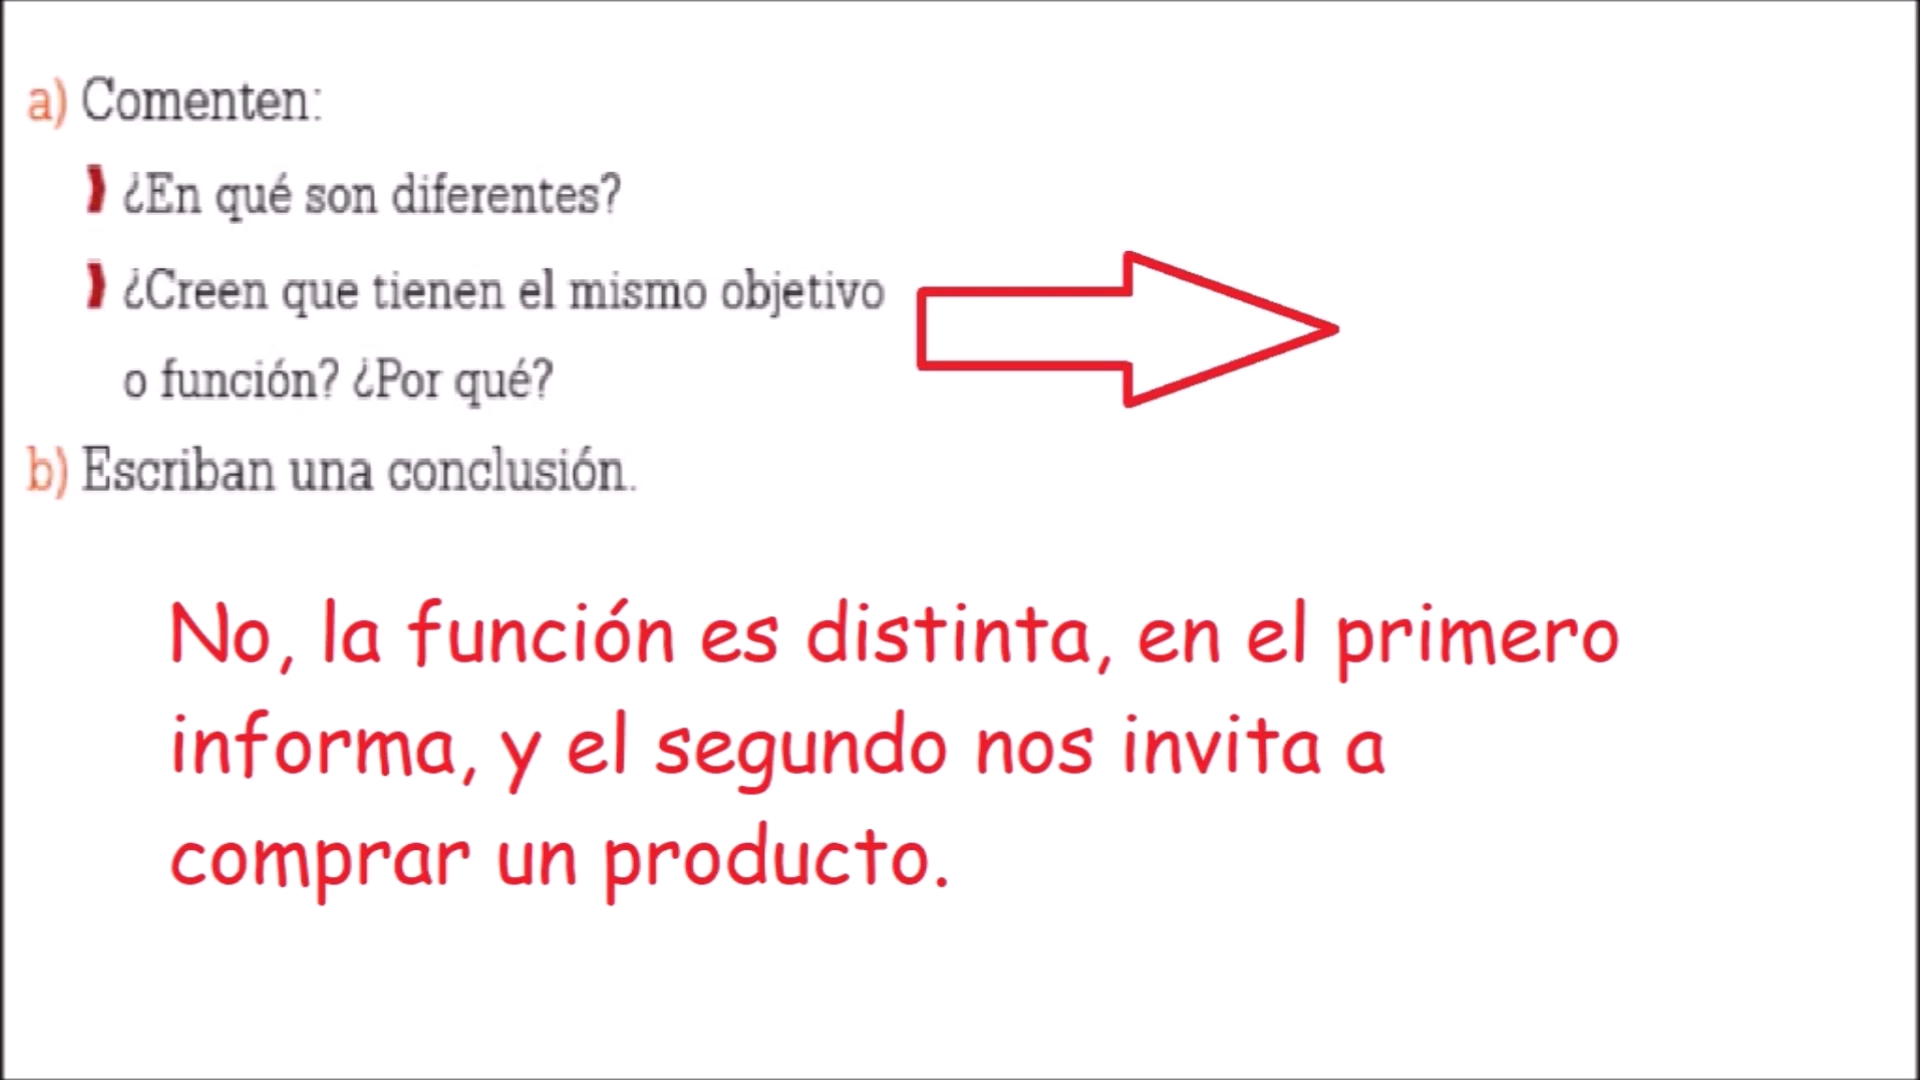 a) Comenten:
¿En qué son diferentes?
¿Creen que tienen el mismo objetivo
o función? ¿Por qué?
b) Escriban una conclusión.
No, la función es distinta, en el primero
informa, y el segundo nos invita a
comprar un producto.